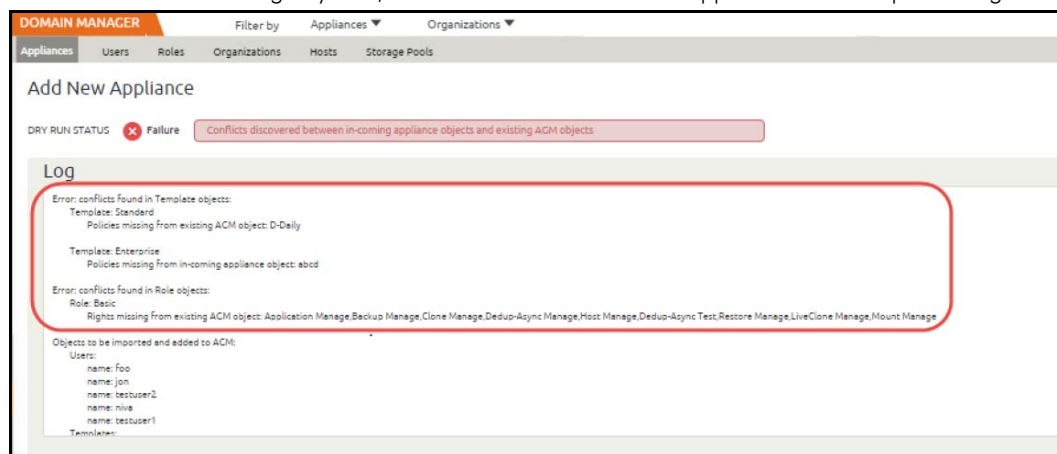 DOMAIN MANAGER Filter by Appliances ▼ Organizations ▼
Appliances Users Roles Organizations Hosts Storage Pools
Add New Appliance
DRY RUN STATUS Failure Conflicts discovered between in-coming appliance objects and existing AGM objects
Log
Error: conflicts found in Template objects:
Template: Standard
Policies missing from existing AGM object: D-Daily
Template: Enterprise
Policies missing from in-coming appliance object: abcd
Error: conflicts found in Role objects:
Role: Basic
Rights missing from existing AGM object: Application Manage,Backup Manage,Clone Manage,Dedup-Async Manage,Host Manage,Dedup-Async Test,Restore Manage,LiveClone Manage,Mount Manage
Objects to be imported and added to AGM:
Users:
name: foo
name: jon
name: testuser2
name: niva
name: testuser1
Templates: